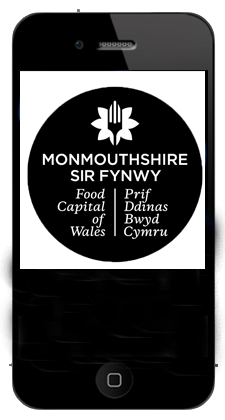 MONMOUTHSHIRE
SIR FYNWY
Food
Capital
of
Wales
Prif
Ddinas
Bwyd
Cymru